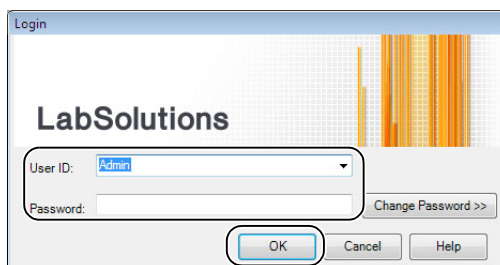 Login
LabSolutions
User ID: Admin
Password: Change Password >>
OK Cancel Help